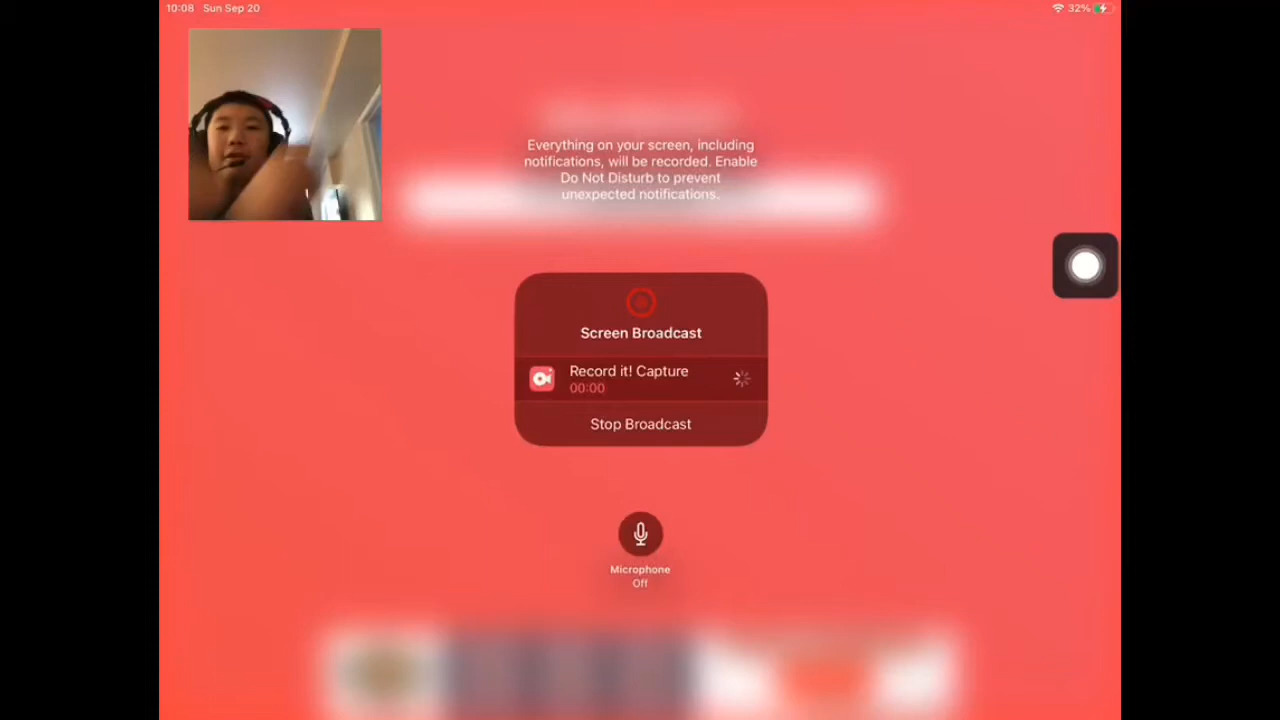 10:08 Sun Sep 20 32%
Everything on your screen, including
notifications, will be recorded. Enable
Do Not Disturb to prevent
unexpected notifications.
Screen Broadcast
Record it! Capture
00:00
Stop Broadcast
Microphone
Off